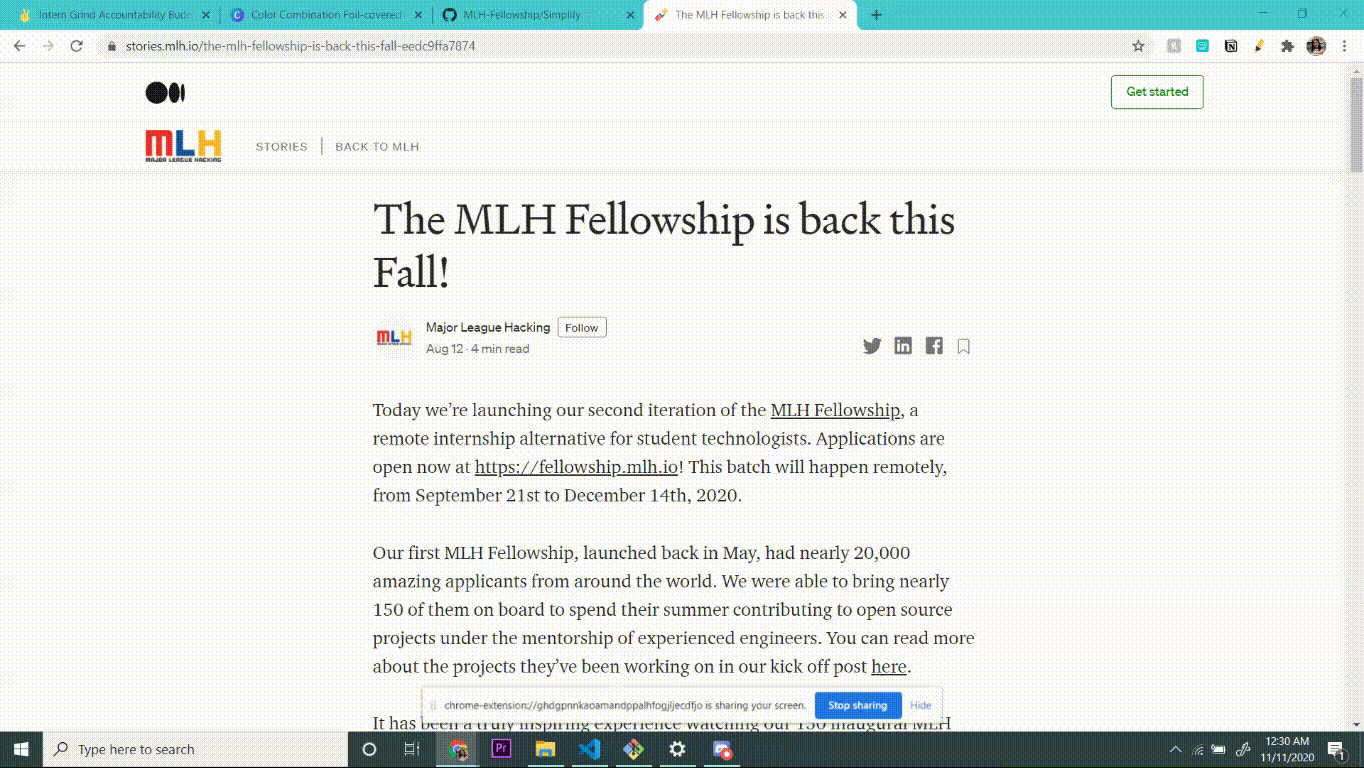 Intern Grind Accountability Bud
Color Combination Foil-covered
MLH-Fellowship/Simplify
The MLH Fellowship is back this
stories.mlh.io/the-mlh-fellowship-is-back-this-fall-eedc9ffa7874
Get started
MLH
MAJOR LEAGUE HACKING
STORIES
BACK TO MLH
The MLH Fellowship is back this
Fall!
MLH
Major League Hacking
Follow
Aug 12 · 4 min read
Today we’re launching our second iteration of the MLH Fellowship, a
remote internship alternative for student technologists. Applications are
open now at https://fellowship.mlh.io! This batch will happen remotely,
from September 21st to December 14th, 2020.
Our first MLH Fellowship, launched back in May, had nearly 20,000
amazing applicants from around the world. We were able to bring nearly
150 of them on board to spend their summer contributing to open source
projects under the mentorship of experienced engineers. You can read more
about the projects they’ve been working on in our kick off post here.
chrome-extension://ghdgpnnkaoamandppalhfogjljecdfjo is sharing your screen.
Stop sharing
Hide
It has been a truly inspiring experience watching our 150 inaugural MLH
Type here to search
Pr
12:30 AM
11/11/2020
1